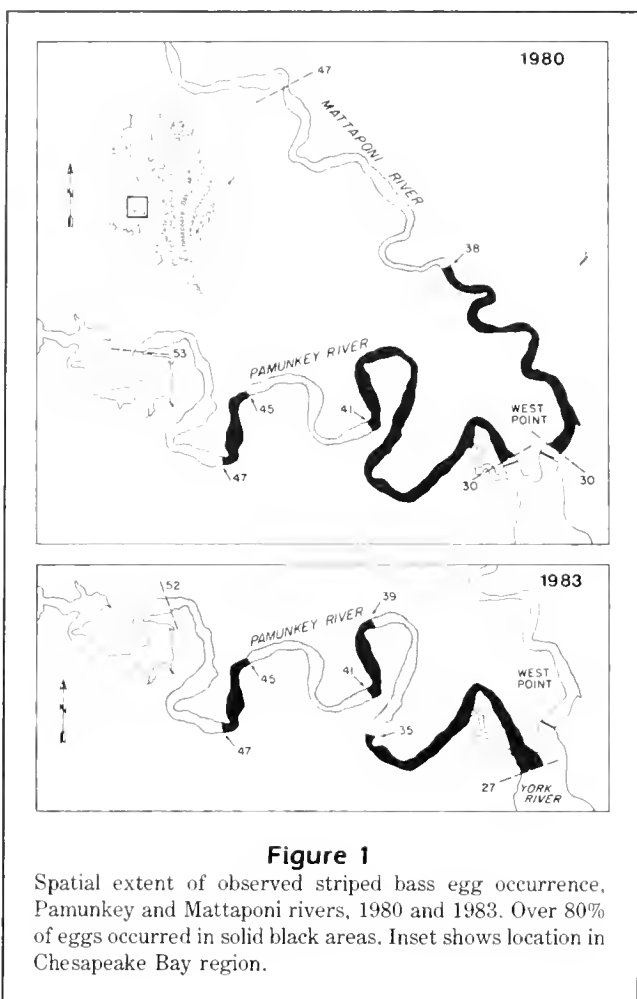 1980
47
MATTAPONI RIVER
N
38
53
PAMUNKEY RIVER
45
41
47
WEST POINT
30
30
1983
52
39
PAMUNKEY RIVER
45
41
N
47
35
WEST POINT
27
YORK RIVER
Figure 1
Spatial extent of observed striped bass egg occurrence,
Pamunkey and Mattaponi rivers, 1980 and 1983. Over 80%
of eggs occurred in solid black areas. Inset shows location in
Chesapeake Bay region.